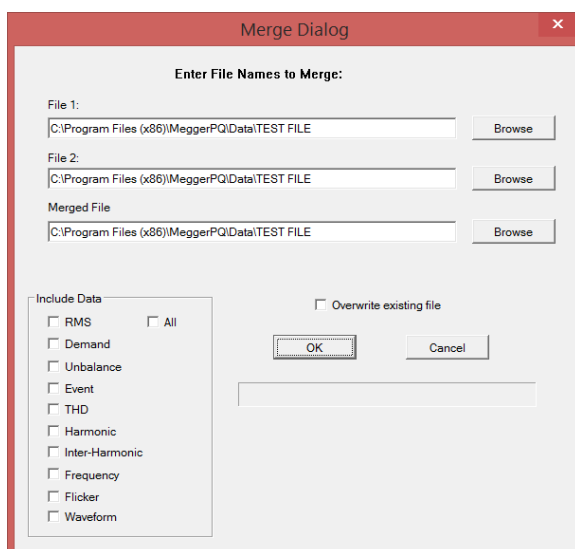 Merge Dialog
x
Enter File Names to Merge:
File 1:
C:\Program Files (x86)\MeggerPQ\Data\TEST FILE
Browse
File 2:
C:\Program Files (x86)\MeggerPQ\Data\TEST FILE
Browse
Merged File
C:\Program Files (x86)\MeggerPQ\Data\TEST FILE
Browse
Include Data
RMS
All
Demand
Unbalance
Event
THD
Harmonic
Inter-Harmonic
Frequency
Flicker
Waveform
Overwrite existing file
OK
Cancel